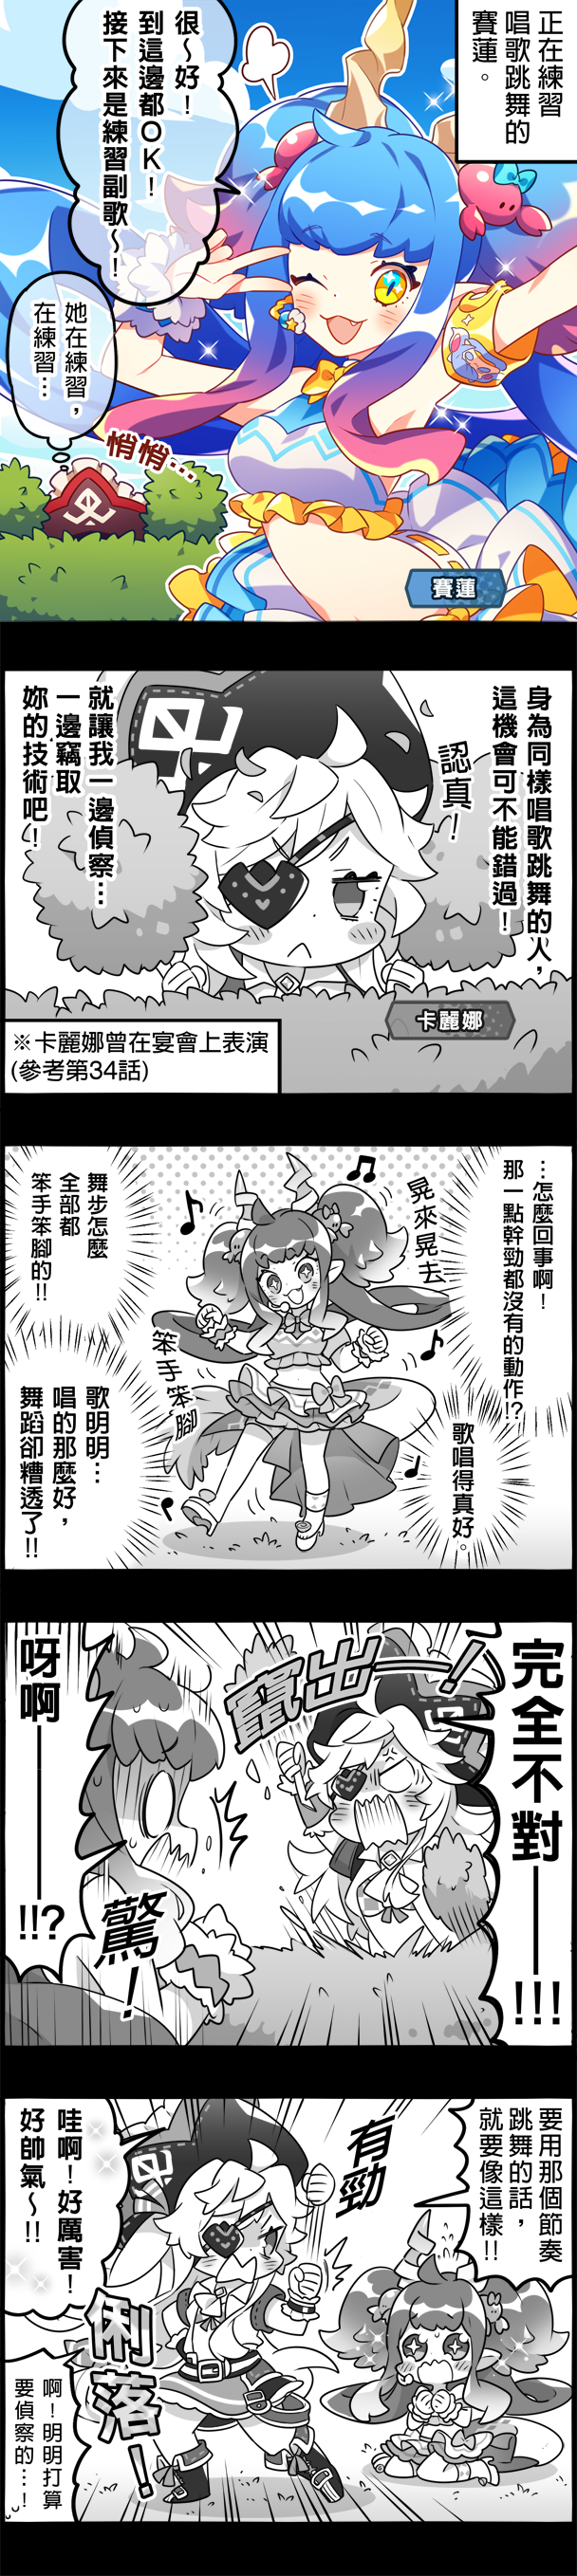 正在練習
唱歌跳舞的
賽蓮。
很～好！
到這邊都OK！
接下來是練習副歌～！
她在練習，
在練習…
悄悄…
賽蓮
身為同樣唱歌跳舞的人，
這機會可不能錯過！
認真！
就讓我一邊偵察…
一邊竊取
妳的技術吧！
卡麗娜
※卡麗娜曾在宴會上表演
(參考第34話)
…怎麼回事啊！
那一點幹勁都沒有的動作!?
晃來晃去
舞步怎麼
全部都
笨手笨腳的!!
笨手笨腳
歌唱得真好。
歌明明…
唱的那麼好，
舞蹈卻糟透了!!
完全不對——!!!
竄出—！
呀啊——!!?
驚！
要用那個節奏
跳舞的話，
就要像這樣!!
有勁
哇啊！好厲害！
好帥氣～!!
俐落！
啊！明明打算
要偵察的…！